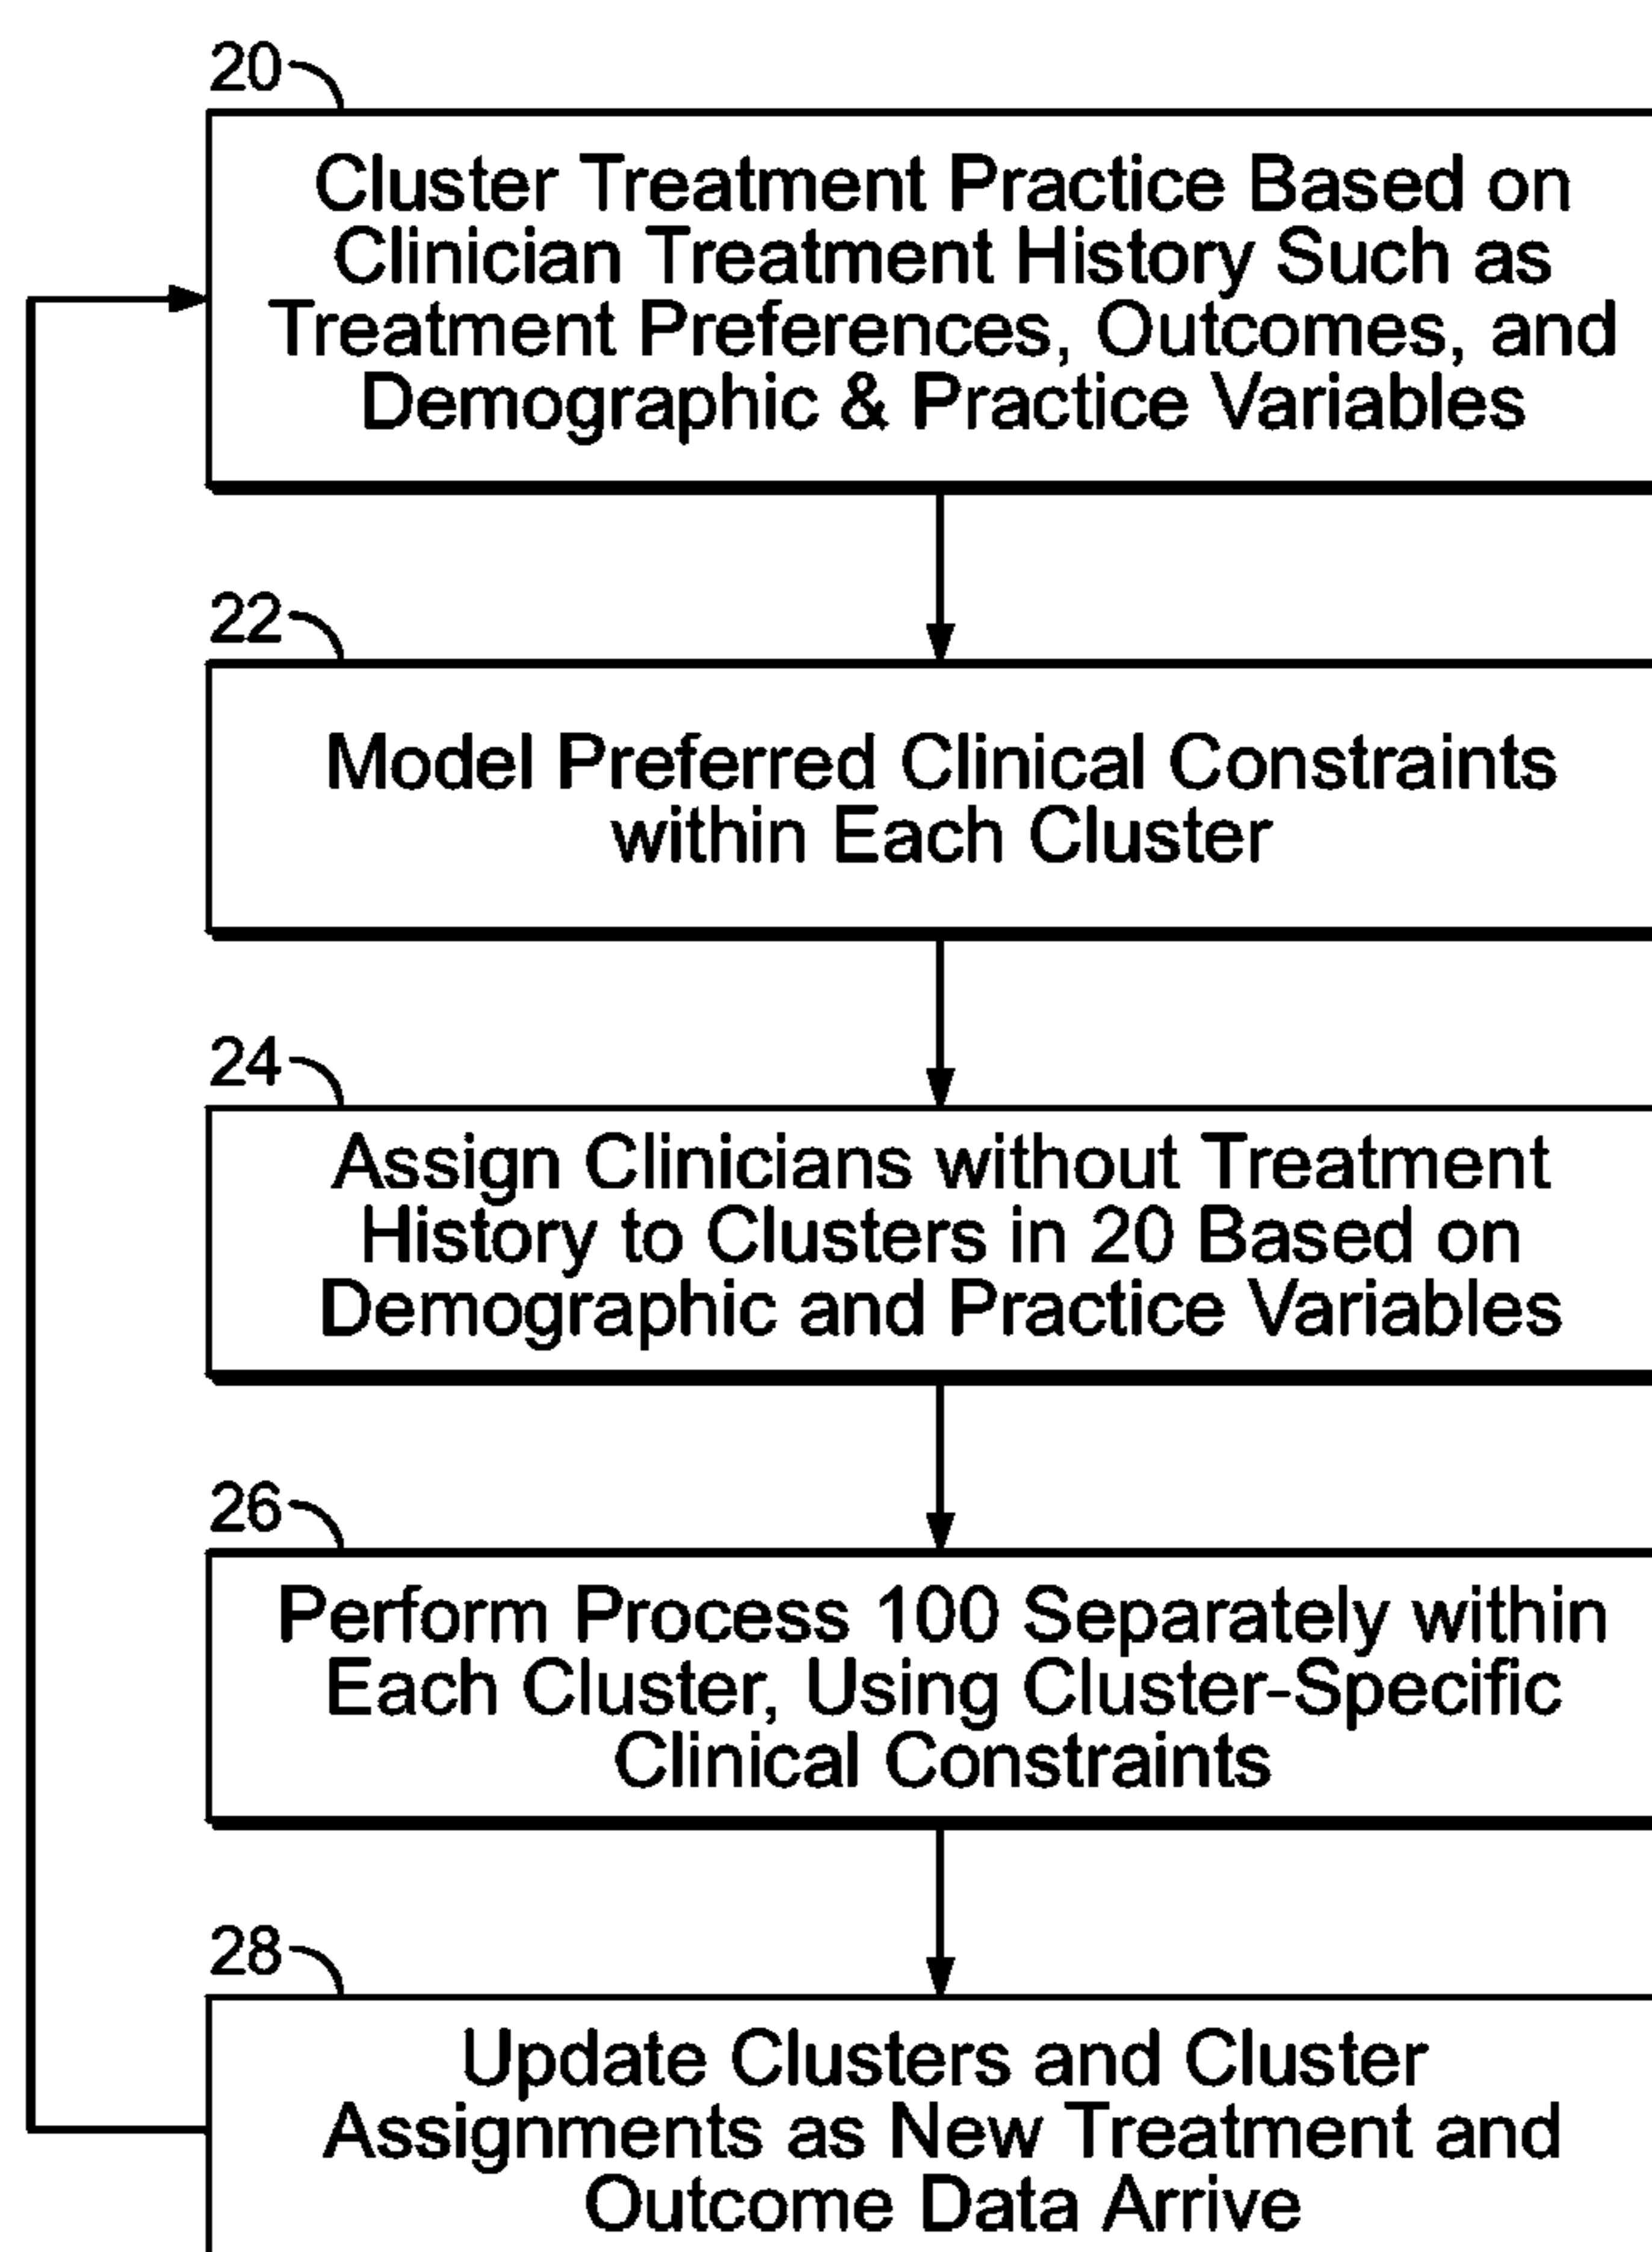 20
Cluster Treatment Practice Based on
Clinician Treatment History Such as
Treatment Preferences, Outcomes, and
Demographic & Practice Variables
22
Model Preferred Clinical Constraints
within Each Cluster
24
Assign Clinicians without Treatment
History to Clusters in 20 Based on
Demographic and Practice Variables
26
Perform Process 100 Separately within
Each Cluster, Using Cluster-Specific
Clinical Constraints
28
Update Clusters and Cluster
Assignments as New Treatment and
Outcome Data Arrive